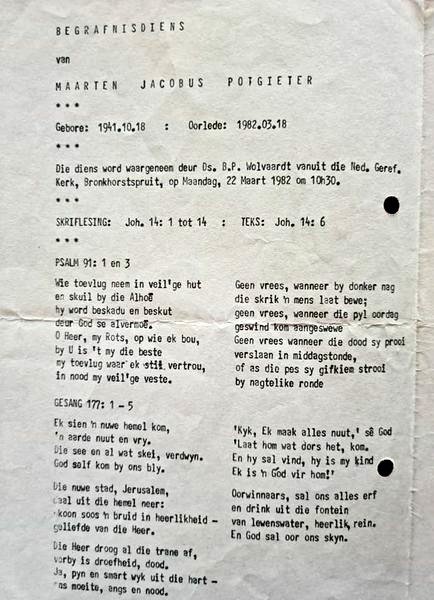 BEGRAFNISDIENS
van
MAARTEN JACOBUS POTGIETER
* * *
Gebore: 1941.10.18 : Oorlede: 1982.03.18
* * *
Die diens word waargeneem deur Ds. B.P. Wolvaardt vanuit die Ned. Geref.
Kerk, Bronkhorstspruit, op Maandag, 22 Maart 1982 om 10h30.
* * *
SKRIFLESING: Joh. 14: 1 tot 14 : TEKS: Joh. 14: 6
* * *
PSALM 91: 1 en 3
Wie toevlug neem in veil'ge hut
en skuil by die Alhoë
hy word beskadu en beskut
deur God se alvermoë.
O Heer, my Rots, op wie ek bou,
by U is 't my die beste
my toevlug waar ek stil vertrou,
in nood my veil'ge veste.
Geen vrees, wanneer by donker nag
die skrik 'n mens laat bewe;
geen vrees, wanneer die pyl oordag
geswind kom aangeswewe
Geen vrees wanneer die dood sy prooi
verslaan in middagstonde,
of as die pes sy gifkiem strooi
by nagtelike ronde
GESANG 177: 1 - 5
Ek sien 'n nuwe hemel kom,
'n aarde nuut en vry.
Die see en al wat skei, verdwyn.
God self kom by ons bly.
Die nuwe stad, Jerusalem,
daal uit die hemel neer:
skoon soos 'n bruid in heerlikheid -
geliefde van die Heer.
Die Heer droog al die trane af,
verby is droefheid, dood.
Ja, pyn en smart wyk uit die hart -
ons moeite, angs en nood.
'Kyk, Ek maak alles nuut,' sê God
'Laat hom wat dors het, kom.
En hy sal vind, hy is my kind
Ek is 'n God vir hom!'
Oorwinnaars, sal ons alles erf
en drink uit die fontein
van lewenswater, heerlik, rein.
En God sal oor ons skyn.